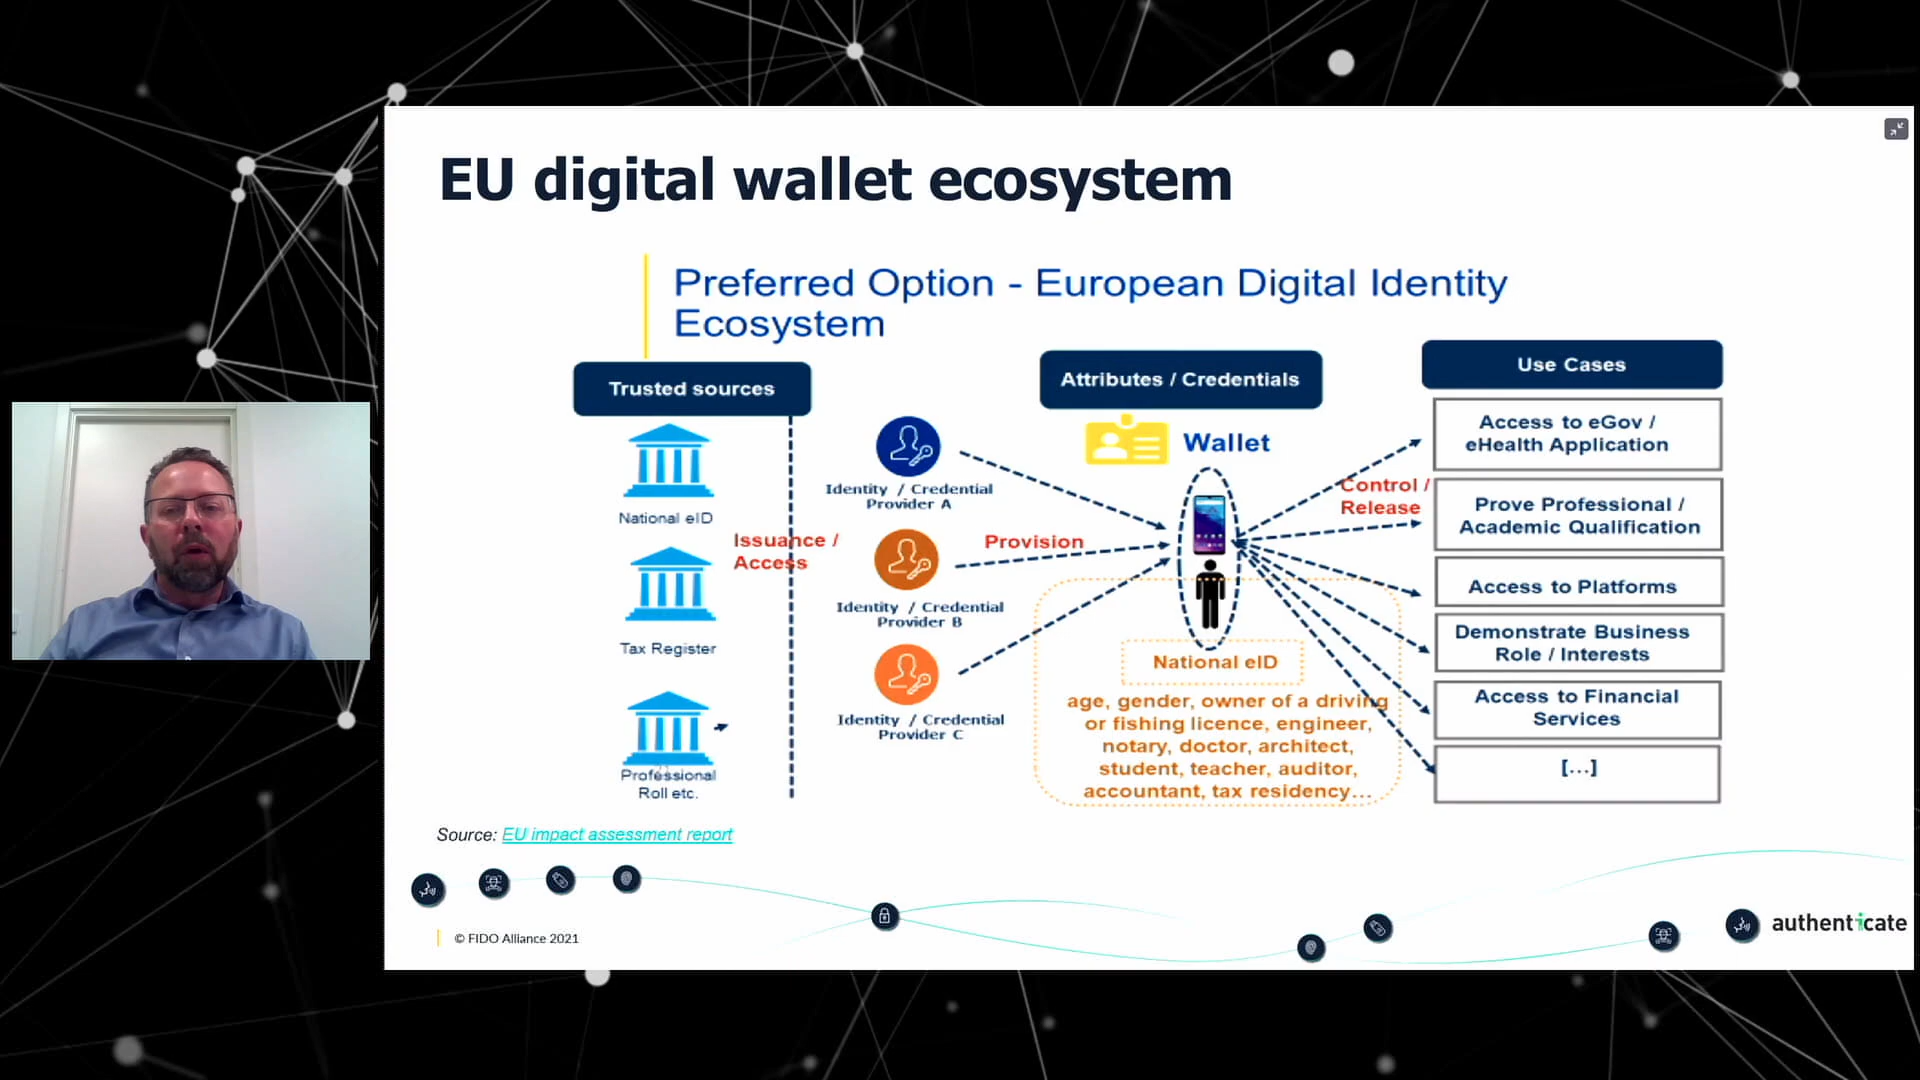 EU digital wallet ecosystem
Preferred Option - European Digital Identity
Ecosystem
Trusted sources
National eID
Tax Register
Professional
Roll etc.
Issuance /
Access
Identity / Credential
Provider A
Identity / Credential
Provider B
Identity / Credential
Provider C
Provision
Attributes / Credentials
Wallet
National eID
age, gender, owner of a driving
or fishing licence, engineer,
notary, doctor, architect,
student, teacher, auditor,
accountant, tax residency...
Control /
Release
Use Cases
Access to eGov /
eHealth Application
Prove Professional /
Academic Qualification
Access to Platforms
Demonstrate Business
Role / Interests
Access to Financial
Services
[...]
Source: EU impact assessment report
© FIDO Alliance 2021
authenticate